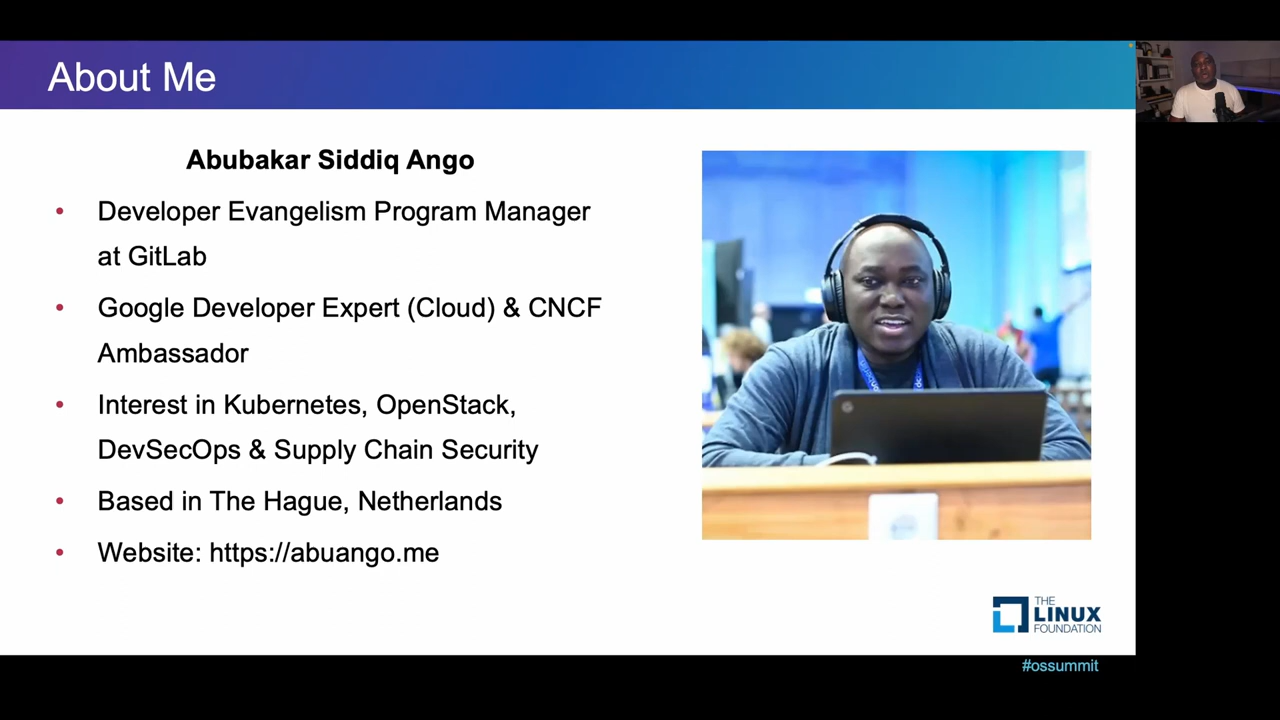 About Me
Abubakar Siddiq Ango
• Developer Evangelism Program Manager
at GitLab
• Google Developer Expert (Cloud) & CNCF
Ambassador
• Interest in Kubernetes, OpenStack,
DevSecOps & Supply Chain Security
• Based in The Hague, Netherlands
• Website: https://abuango.me
THE
LINUX
FOUNDATION
#ossummit